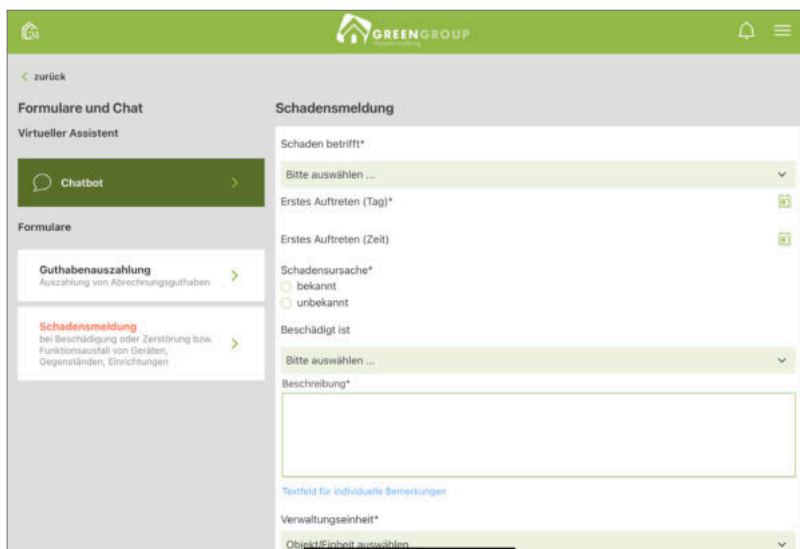 24
GREENGROUP
zurück
Formulare und Chat
Virtueller Assistent
Chatbot
Formulare
Guthabenauszahlung
Auszahlung von Abrechnungsguthaben
Schadensmeldung
bei Beschädigung oder Zerstörung bzw.
Funktionsausfall von Geräten,
Gegenständen, Einrichtungen
Schadensmeldung
Schaden betrifft*
Bitte auswählen ...
Erstes Auftreten (Tag)*
Erstes Auftreten (Zeit)
Schadensursache*
bekannt
unbekannt
Beschädigt ist
Bitte auswählen ...
Beschreibung*
Textfeld für individuelle Bemerkungen
Verwaltungseinheit*
Objekt/Einheit auswählen